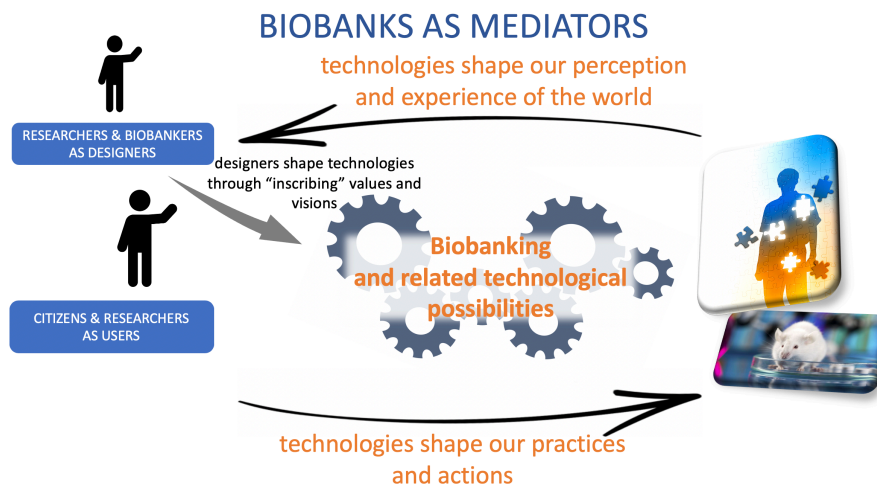 BIOBANKS AS MEDIATORS
technologies shape our perception
and experience of the world
RESEARCHERS & BIOBANKERS
AS DESIGNERS
designers shape technologies
through “inscribing” values and
visions
Biobanking
and related technological
possibilities
CITIZENS & RESEARCHERS
AS USERS
technologies shape our practices
and actions